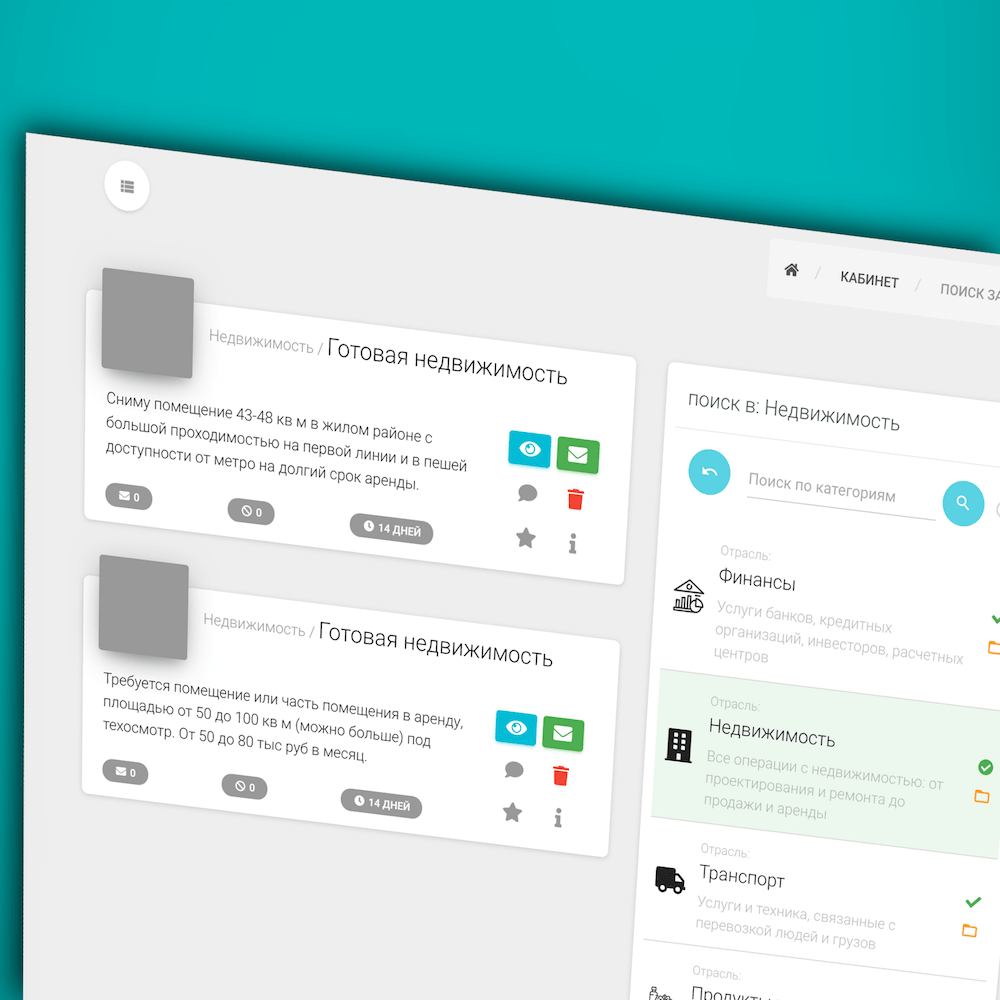 КАБИНЕТ
ПОИСК
Недвижимость / Готовая недвижимость
Сниму помещение 43-48 кв м в жилом районе с
большой проходимостью на первой линии и в пешей
доступности от метро на долгий срок аренды.
0
0
14 ДНЕЙ
Недвижимость / Готовая недвижимость
Требуется помещение или часть помещения в аренду,
площадью от 50 до 100 кв м (можно больше) под
техосмотр. От 50 до 80 тыс руб в месяц.
0
0
14 ДНЕЙ
поиск в: Недвижимость
Поиск по категориям
Отрасль:
Финансы
Услуги банков, кредитных
организаций, инвесторов, расчетных
центров
Отрасль:
Недвижимость
Все операции с недвижимостью: от
проектирования и ремонта до
продажи и аренды
Отрасль:
Транспорт
Услуги и техника, связанные с
перевозкой людей и грузов
Отрасль: